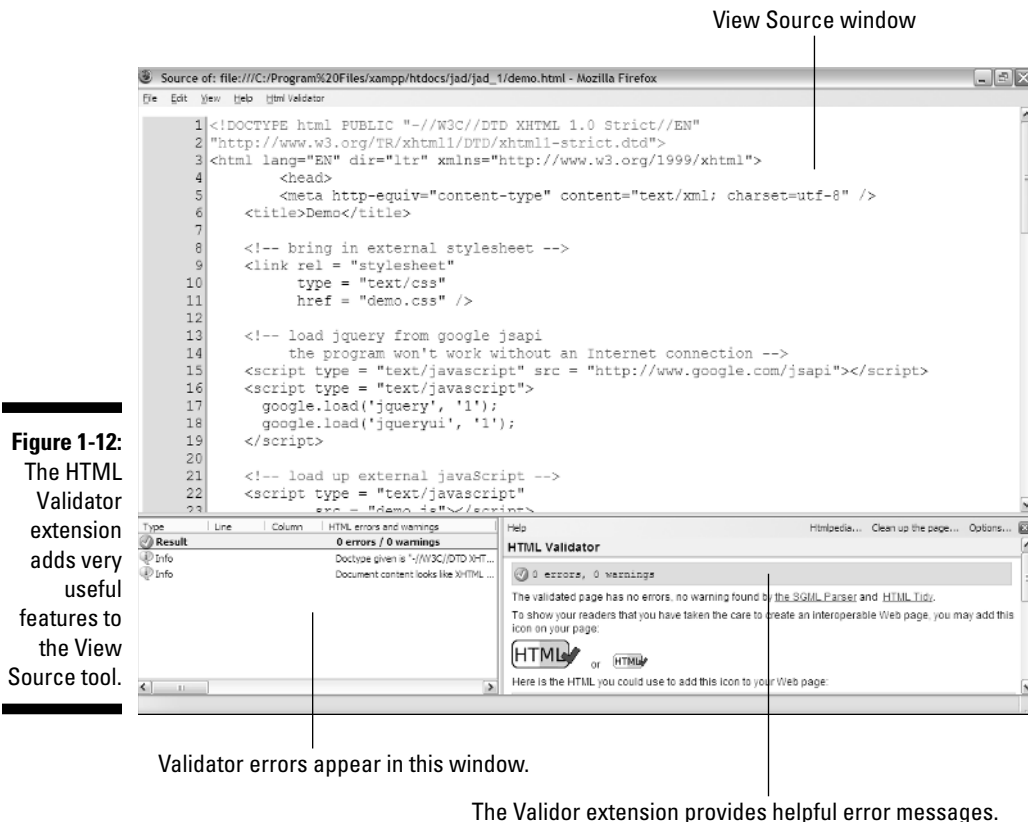 View Source window
Source of: file:///C:/Program%20Files/xampp/htdocs/jad/jad_1/demo.html - Mozilla Firefox
File Edit View Help Html Validator
1 <!DOCTYPE html PUBLIC "-//W3C//DTD XHTML 1.0 Strict//EN"
2 "http://www.w3.org/TR/xhtml1/DTD/xhtml1-strict.dtd">
3 <html lang="EN" dir="ltr" xmlns="http://www.w3.org/1999/xhtml">
4 <head>
5 <meta http-equiv="content-type" content="text/xml; charset=utf-8" />
6 <title>Demo</title>
7
8 <!-- bring in external stylesheet -->
9 <link rel = "stylesheet"
10 type = "text/css"
11 href = "demo.css" />
12
13 <!-- load jquery from google jsapi
14 the program won't work without an Internet connection -->
15 <script type = "text/javascript" src = "http://www.google.com/jsapi"></script>
16 <script type = "text/javascript">
17 google.load('jquery', '1');
18 google.load('jqueryui', '1');
19 </script>
20
21 <!-- load up external javaScript -->
22 <script type = "text/javascript"
23 src = "demo.js"></script>
Type Line Column HTML errors and warnings
Result 0 errors / 0 warnings
Info Doctype given is "-//W3C//DTD XHT...
Info Document content looks like XHTML ...
Help Htmlpedia... Clean up the page... Options...
HTML Validator
0 errors, 0 warnings
The validated page has no errors, no warning found by the SGML Parser and HTML Tidy.
To show your readers that you have taken the care to create an interoperable Web page, you may add this
icon on your page:
HTML or HTML
Here is the HTML you could use to add this icon to your Web page:
Figure 1-12:
The HTML
Validator
extension
adds very
useful
features to
the View
Source tool.
Validator errors appear in this window.
The Validor extension provides helpful error messages.